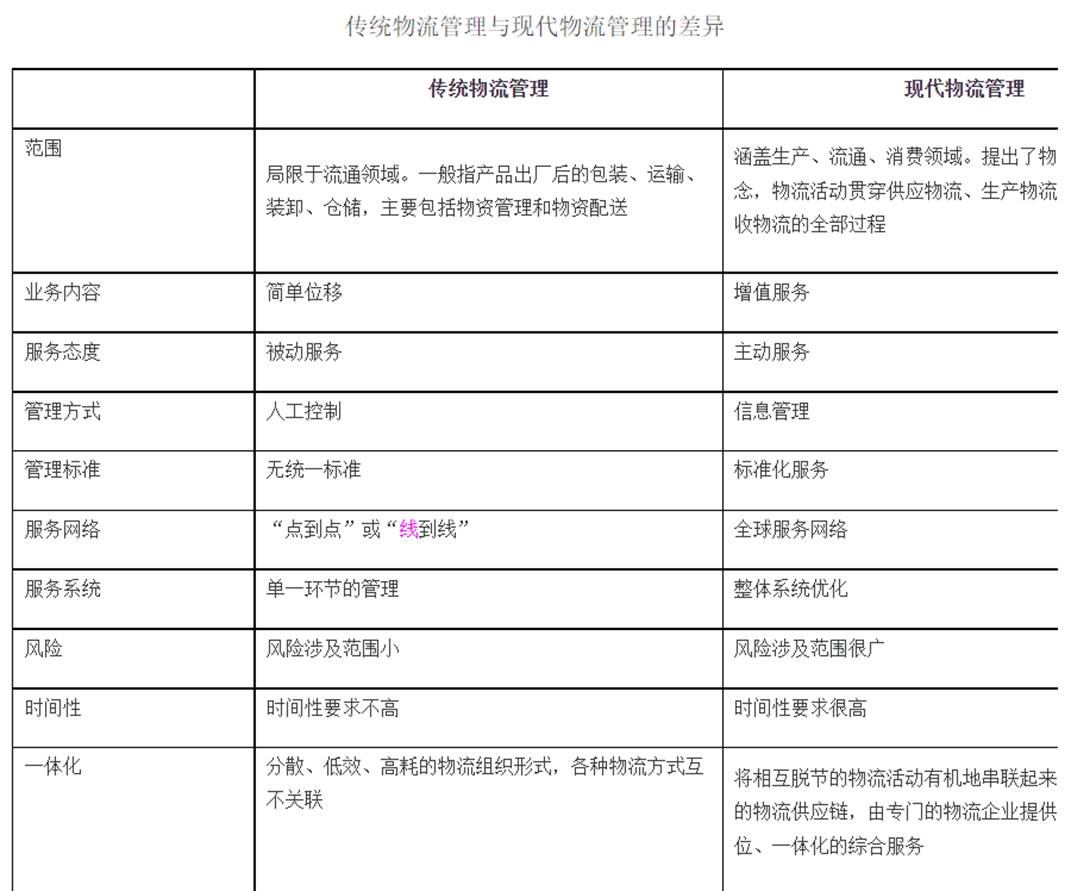 传统物流管理与现代物流管理的差异
传统物流管理
现代物流管理
范围
局限于流通领域。一般指产品出厂后的包装、运输、
装卸、仓储，主要包括物资管理和物资配送
涵盖生产、流通、消费领域。提出了物
念，物流活动贯穿供应物流、生产物流
收物流的全部过程
业务内容
简单位移
增值服务
服务态度
被动服务
主动服务
管理方式
人工控制
信息管理
管理标准
无统一标准
标准化服务
服务网络
“点到点”或“线到线”
全球服务网络
服务系统
单一环节的管理
整体系统优化
风险
风险涉及范围小
风险涉及范围很广
时间性
时间性要求不高
时间性要求很高
一体化
分散、低效、高耗的物流组织形式，各种物流方式互
不关联
将相互脱节的物流活动有机地串联起来
的物流供应链，由专门的物流企业提供
位、一体化的综合服务